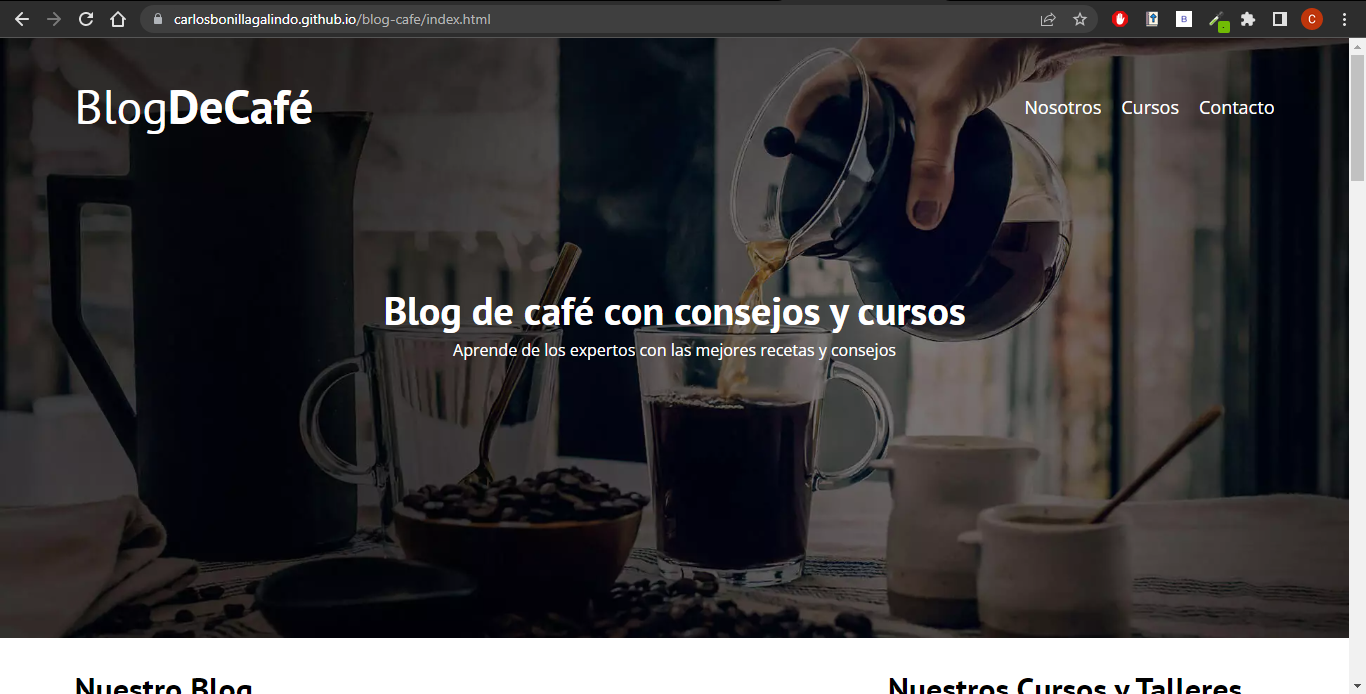 carlosbonillagalindo.github.io/blog-cafe/index.html
C
BlogDeCafé
Nosotros Cursos Contacto
Blog de café con consejos y cursos
Aprende de los expertos con las mejores recetas y consejos
Nuestro Blog
Nuestros Cursos y Talleres